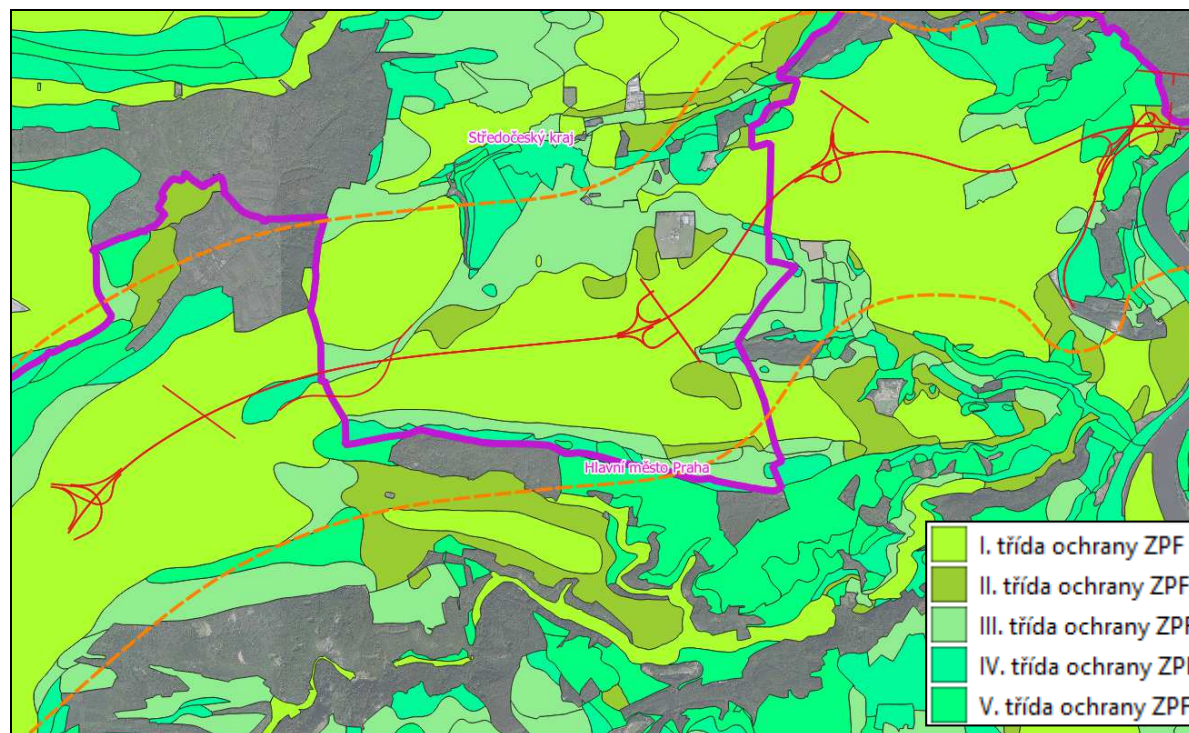 Středočeský kraj
Hlavní město Praha
I. třída ochrany ZPF
II. třída ochrany ZPF
III. třída ochrany ZPF
IV. třída ochrany ZPF
V. třída ochrany ZPF